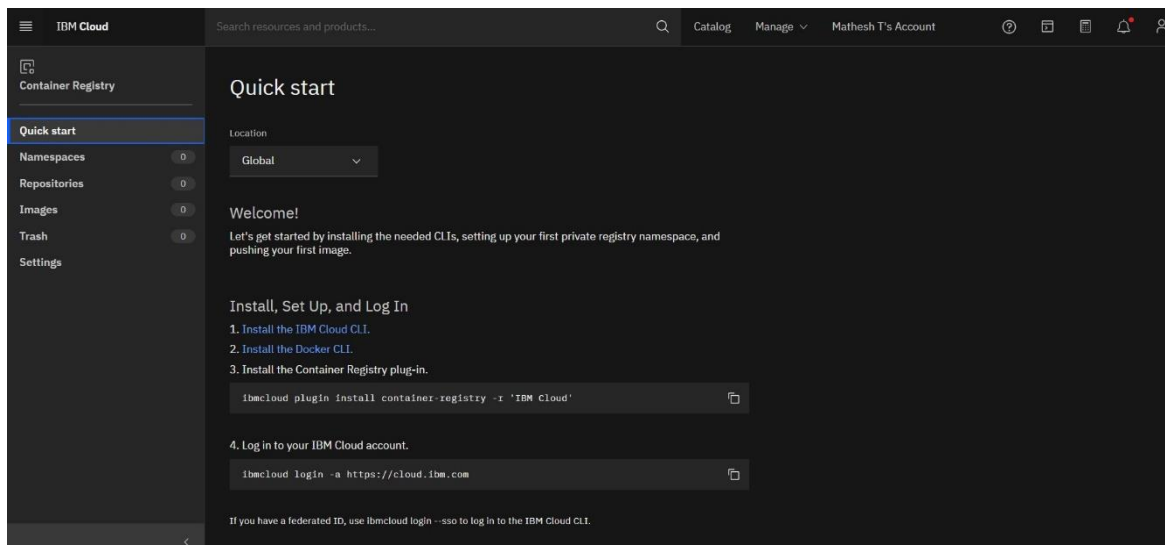 IBM Cloud
Search resources and products...
Catalog
Manage
Mathesh T's Account
Container Registry
Quick start
Namespaces 0
Repositories 0
Images 0
Trash 0
Settings
Quick start
Location
Global
Welcome!
Let's get started by installing the needed CLIs, setting up your first private registry namespace, and
pushing your first image.
Install, Set Up, and Log In
1. Install the IBM Cloud CLI.
2. Install the Docker CLI.
3. Install the Container Registry plug-in.
ibmcloud plugin install container-registry -r 'IBM Cloud'
4. Log in to your IBM Cloud account.
ibmcloud login -a https://cloud.ibm.com
If you have a federated ID, use ibmcloud login --sso to log in to the IBM Cloud CLI.